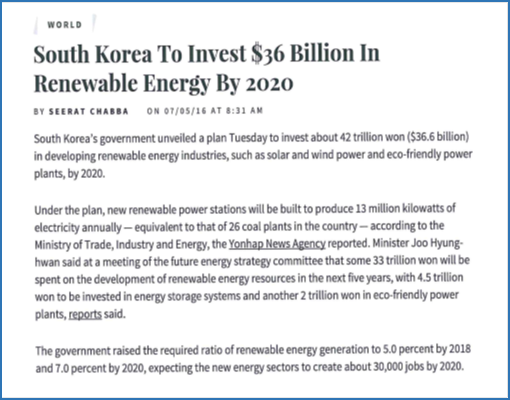 WORLD
South Korea To Invest $36 Billion In
Renewable Energy By 2020
BY SEERAT CHABBA ON 07/05/16 AT 8:31 AM
South Korea's government unveiled a plan Tuesday to invest about 42 trillion won ($36.6 billion)
in developing renewable energy industries, such as solar and wind power and eco-friendly power
plants, by 2020.
Under the plan, new renewable power stations will be built to produce 13 million kilowatts of
electricity annually — equivalent to that of 26 coal plants in the country — according to the
Ministry of Trade, Industry and Energy, the Yonhap News Agency reported. Minister Joo Hyung-
hwan said at a meeting of the future energy strategy committee that some 33 trillion won will be
spent on the development of renewable energy resources in the next five years, with 4.5 trillion
won to be invested in energy storage systems and another 2 trillion won in eco-friendly power
plants, reports said.
The government raised the required ratio of renewable energy generation to 5.0 percent by 2018
and 7.0 percent by 2020, expecting the new energy sectors to create about 30,000 jobs by 2020.